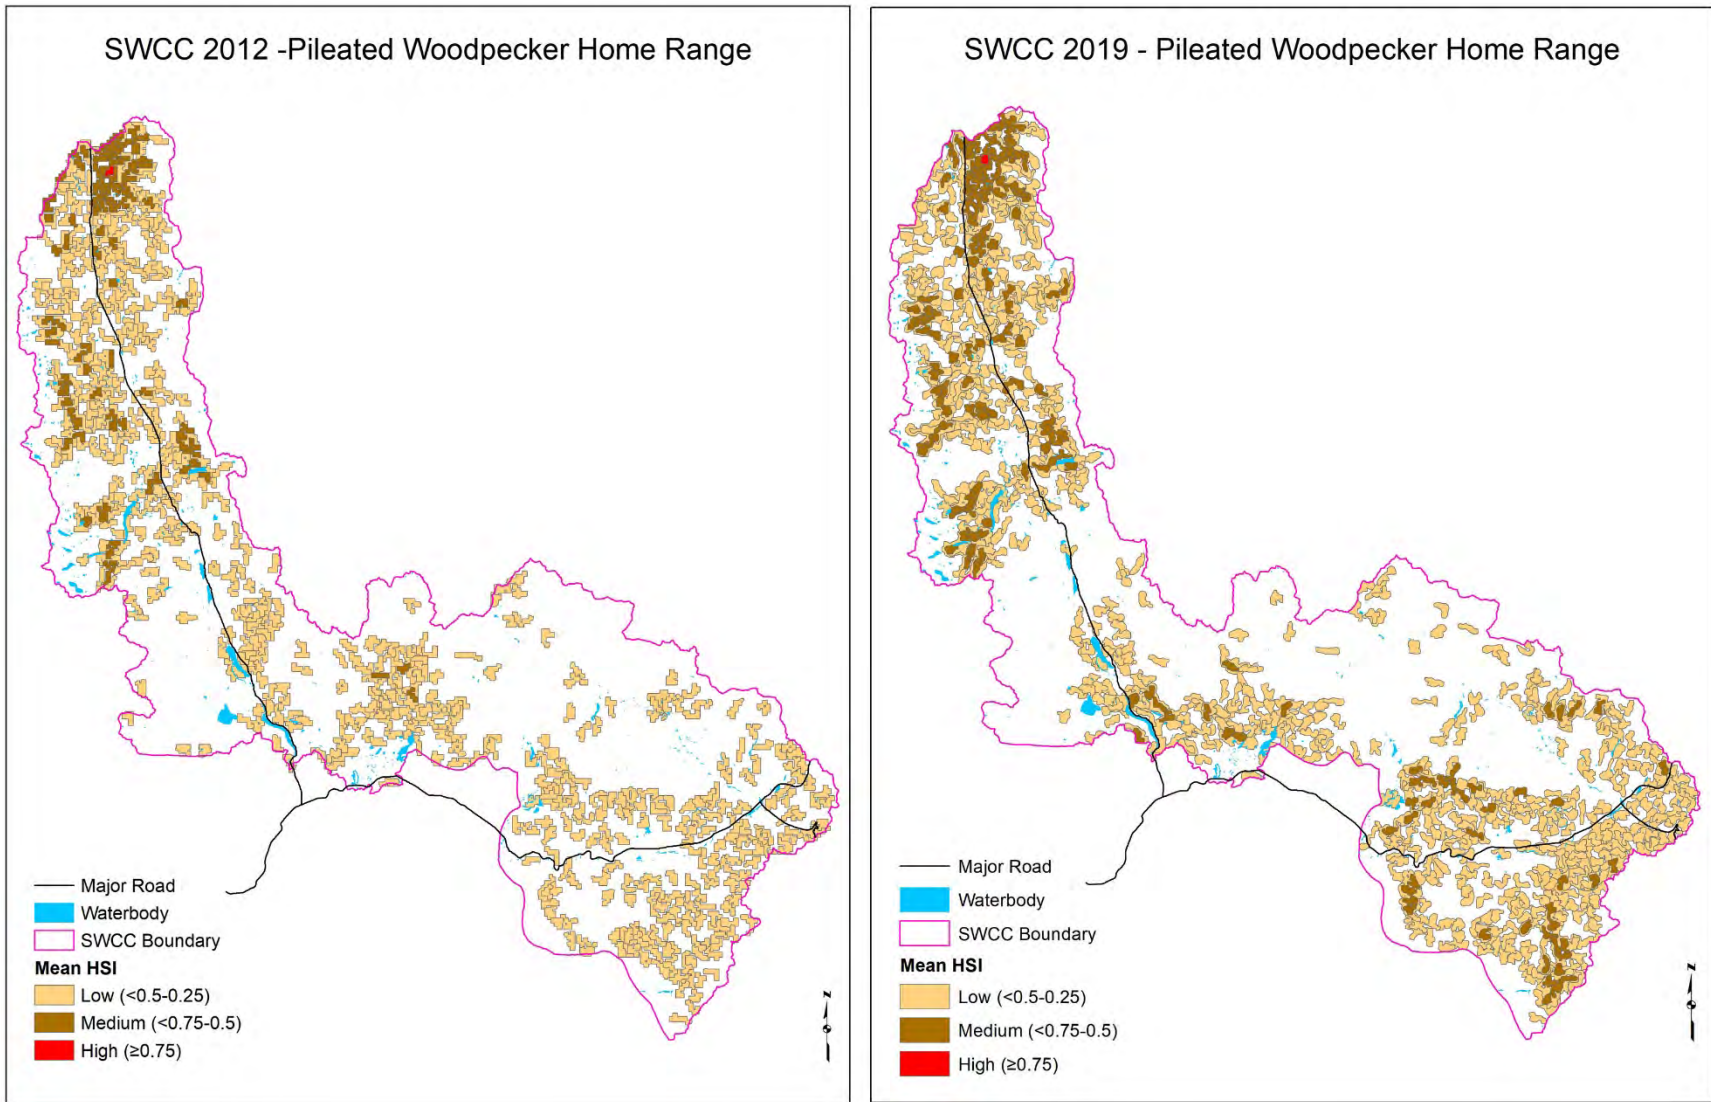 SWCC 2012 -Pileated Woodpecker Home Range
Major Road
Waterbody
SWCC Boundary
Mean HSI
Low (<0.5-0.25)
Medium (<0.75-0.5)
High (≥0.75)
N
SWCC 2019 - Pileated Woodpecker Home Range
Major Road
Waterbody
SWCC Boundary
Mean HSI
Low (<0.5-0.25)
Medium (<0.75-0.5)
High (≥0.75)
N